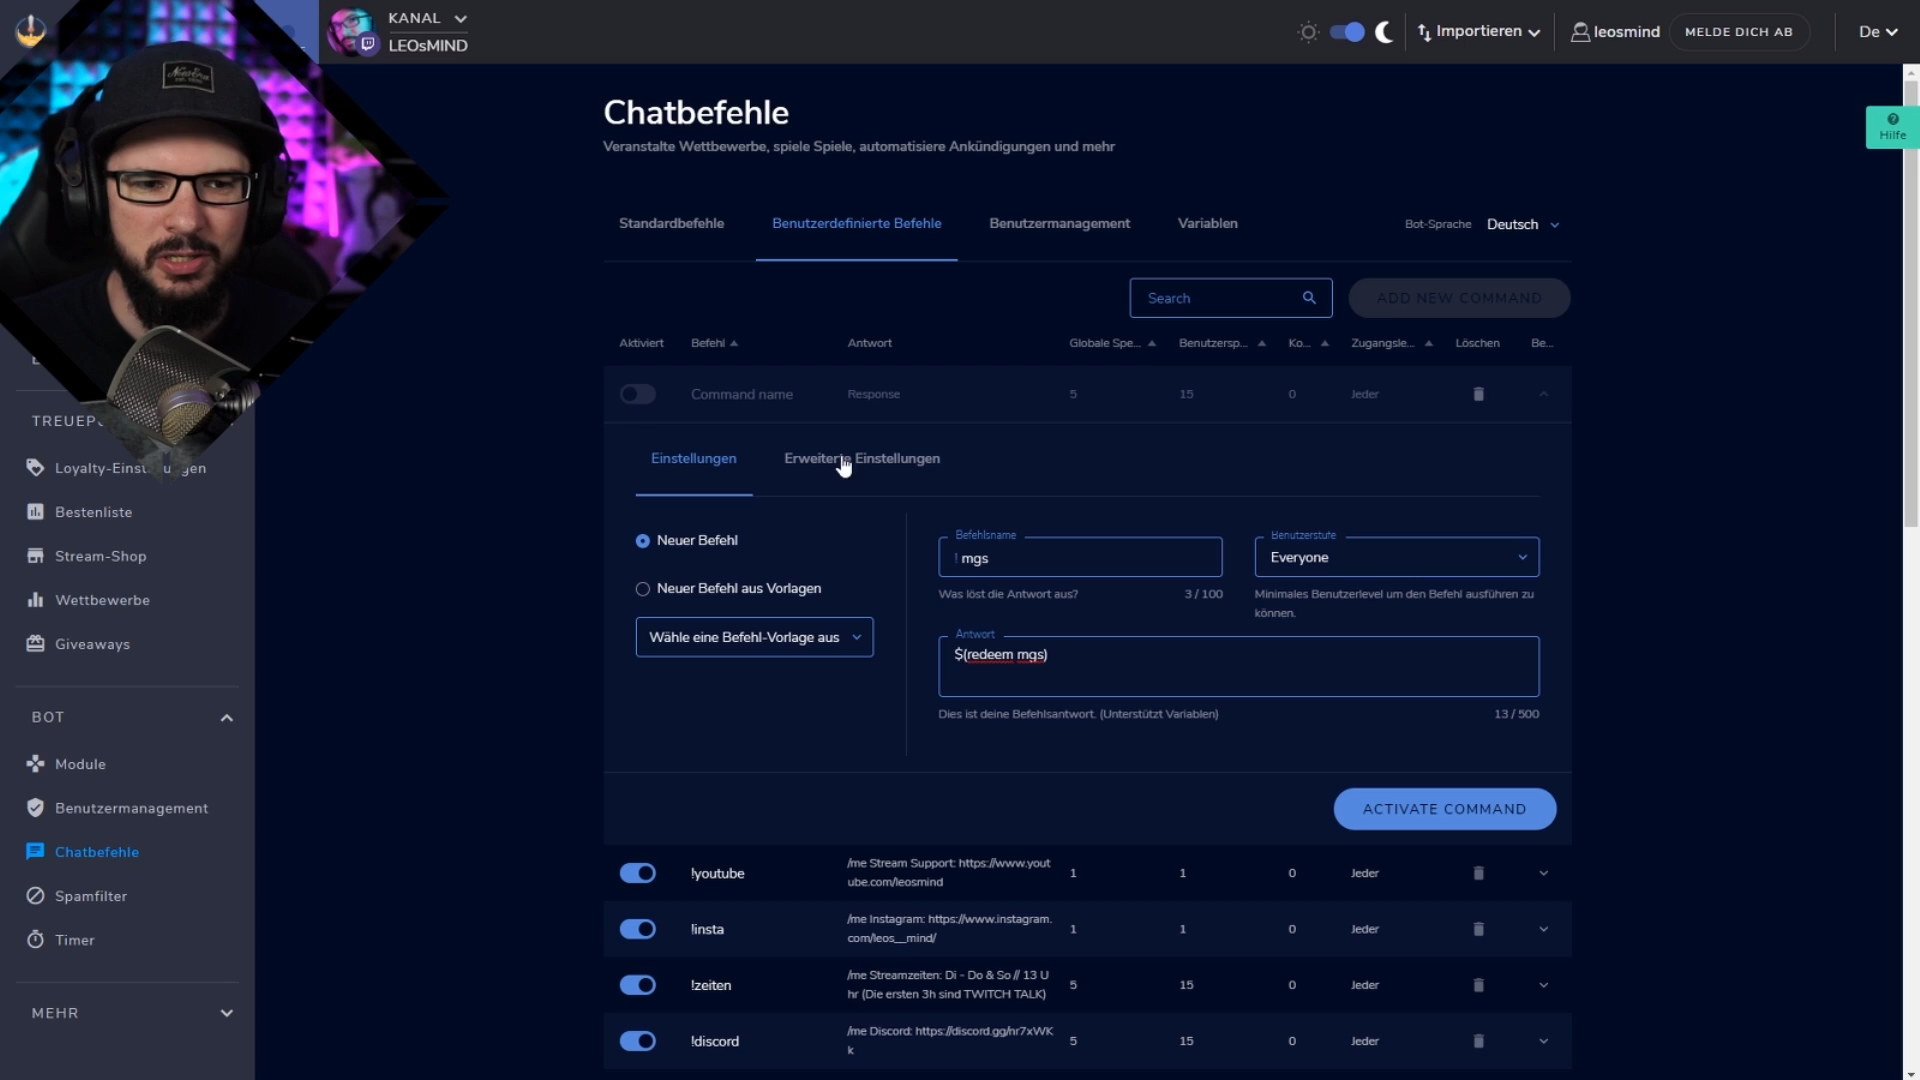 KANAL
LEOsMIND
Importieren
leosmind
MELDE DICH AB
De
Hilfe
Chatbefehle
Veranstalte Wettbewerbe, spiele Spiele, automatisiere Ankündigungen und mehr
Standardbefehle
Benutzerdefinierte Befehle
Benutzermanagement
Variablen
Bot-Sprache
Deutsch
Search
ADD NEW COMMAND
Aktiviert
Befehl
Antwort
Globale Spe...
Benutzersp...
Ko...
Zugangsle...
Löschen
Be...
Command name
Response
5
15
0
Jeder
Einstellungen
Erweiterte Einstellungen
Neuer Befehl
Neuer Befehl aus Vorlagen
Wähle eine Befehl-Vorlage aus
Befehlsname
! mgs
Was löst die Antwort aus?
3 / 100
Benutzerstufe
Everyone
Minimales Benutzerlevel um den Befehl ausführen zu
können.
Antwort
$(redeem mgs)
Dies ist deine Befehlsantwort. (Unterstützt Variablen)
13 / 500
ACTIVATE COMMAND
!youtube
/me Stream Support: https://www.yout
ube.com/leosmind
1
1
0
Jeder
!insta
/me Instagram: https://www.instagram.
com/leos__mind/
1
1
0
Jeder
!zeiten
/me Streamzeiten: Di - Do & So // 13 U
hr (Die ersten 3h sind TWITCH TALK)
5
15
0
Jeder
!discord
/me Discord: https://discord.gg/nr7xWK
k
5
15
0
Jeder
Bestenliste
Stream-Shop
Wettbewerbe
Giveaways
BOT
Module
Benutzermanagement
Chatbefehle
Spamfilter
Timer
MEHR